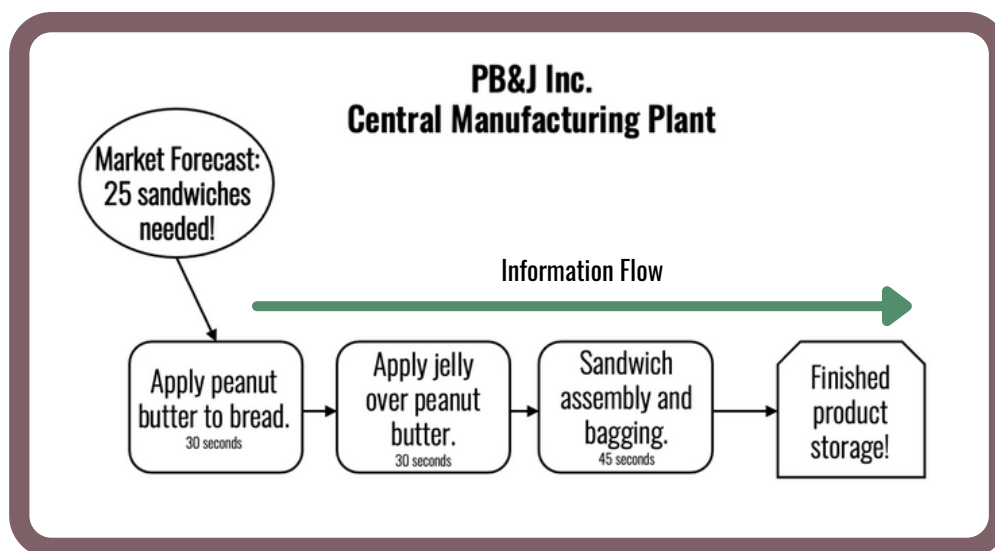 PB&J Inc.
Central Manufacturing Plant
Market Forecast:
25 sandwiches
needed!
Information Flow
Apply peanut
butter to bread.
30 seconds
Apply jelly
over peanut
butter.
30 seconds
Sandwich
assembly and
bagging.
45 seconds
Finished
product
storage!